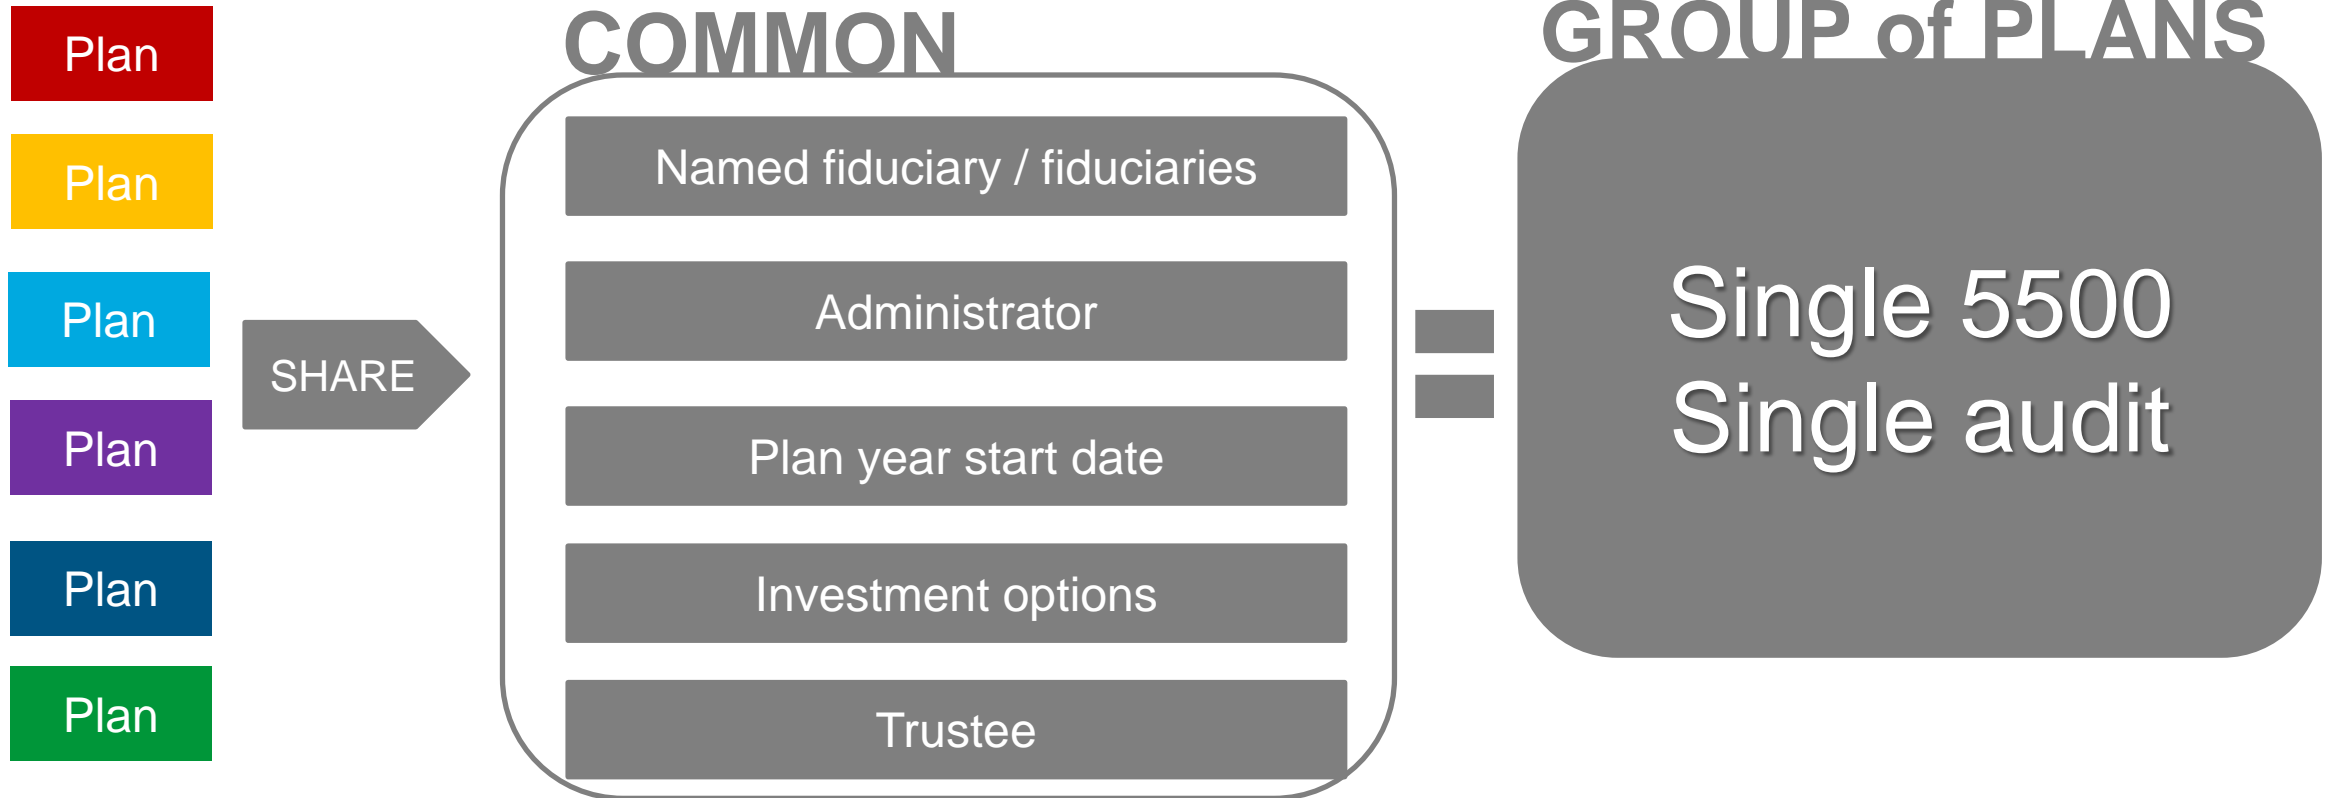 Plan
Plan
Plan
Plan
Plan
Plan
SHARE
COMMON
Named fiduciary / fiduciaries
Administrator
Plan year start date
Investment options
Trustee
GROUP of PLANS
Single 5500
Single audit